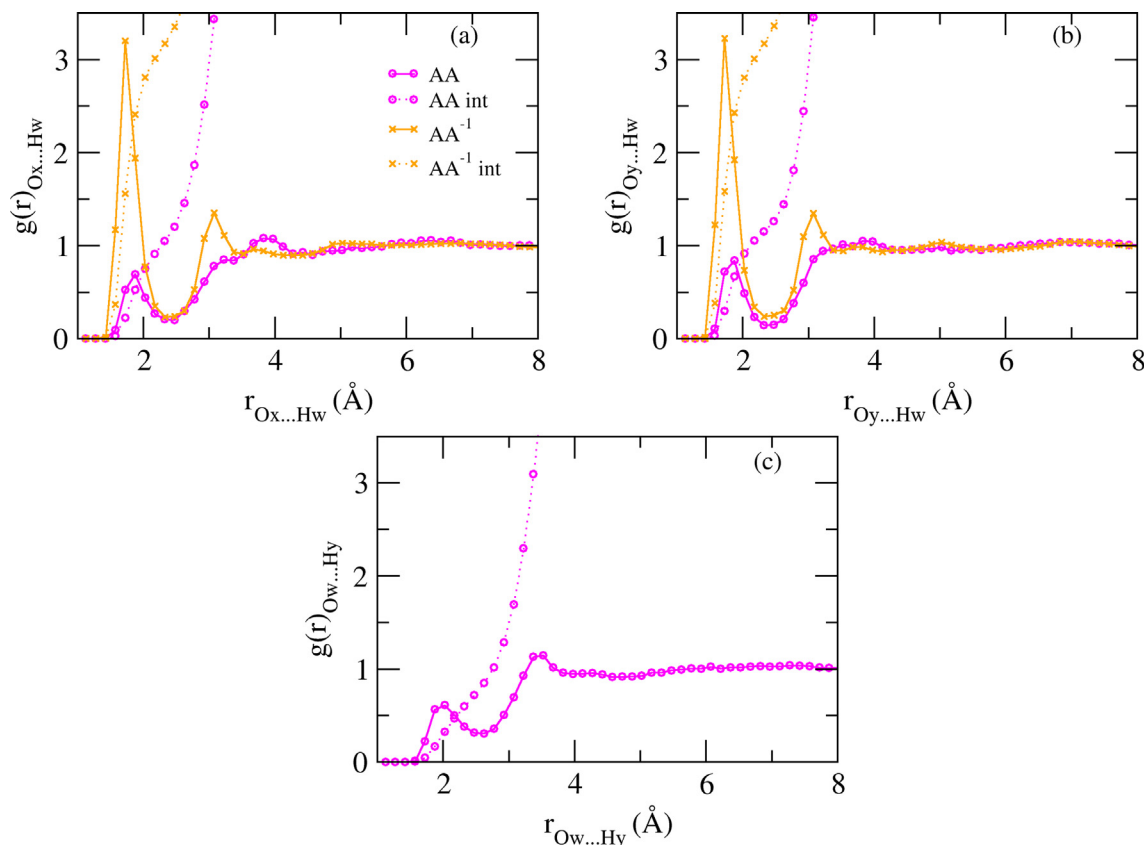 (a)
AA
AA int
AA⁻¹
AA⁻¹ int
g(r)Ox...Hw
3
2
1
0
2
4
6
8
rOx...Hw (Å)
(b)
g(r)Oy...Hw
3
2
1
0
2
4
6
8
rOy...Hw (Å)
(c)
g(r)Ow...Hy
3
2
1
0
2
4
6
8
rOw...Hy (Å)